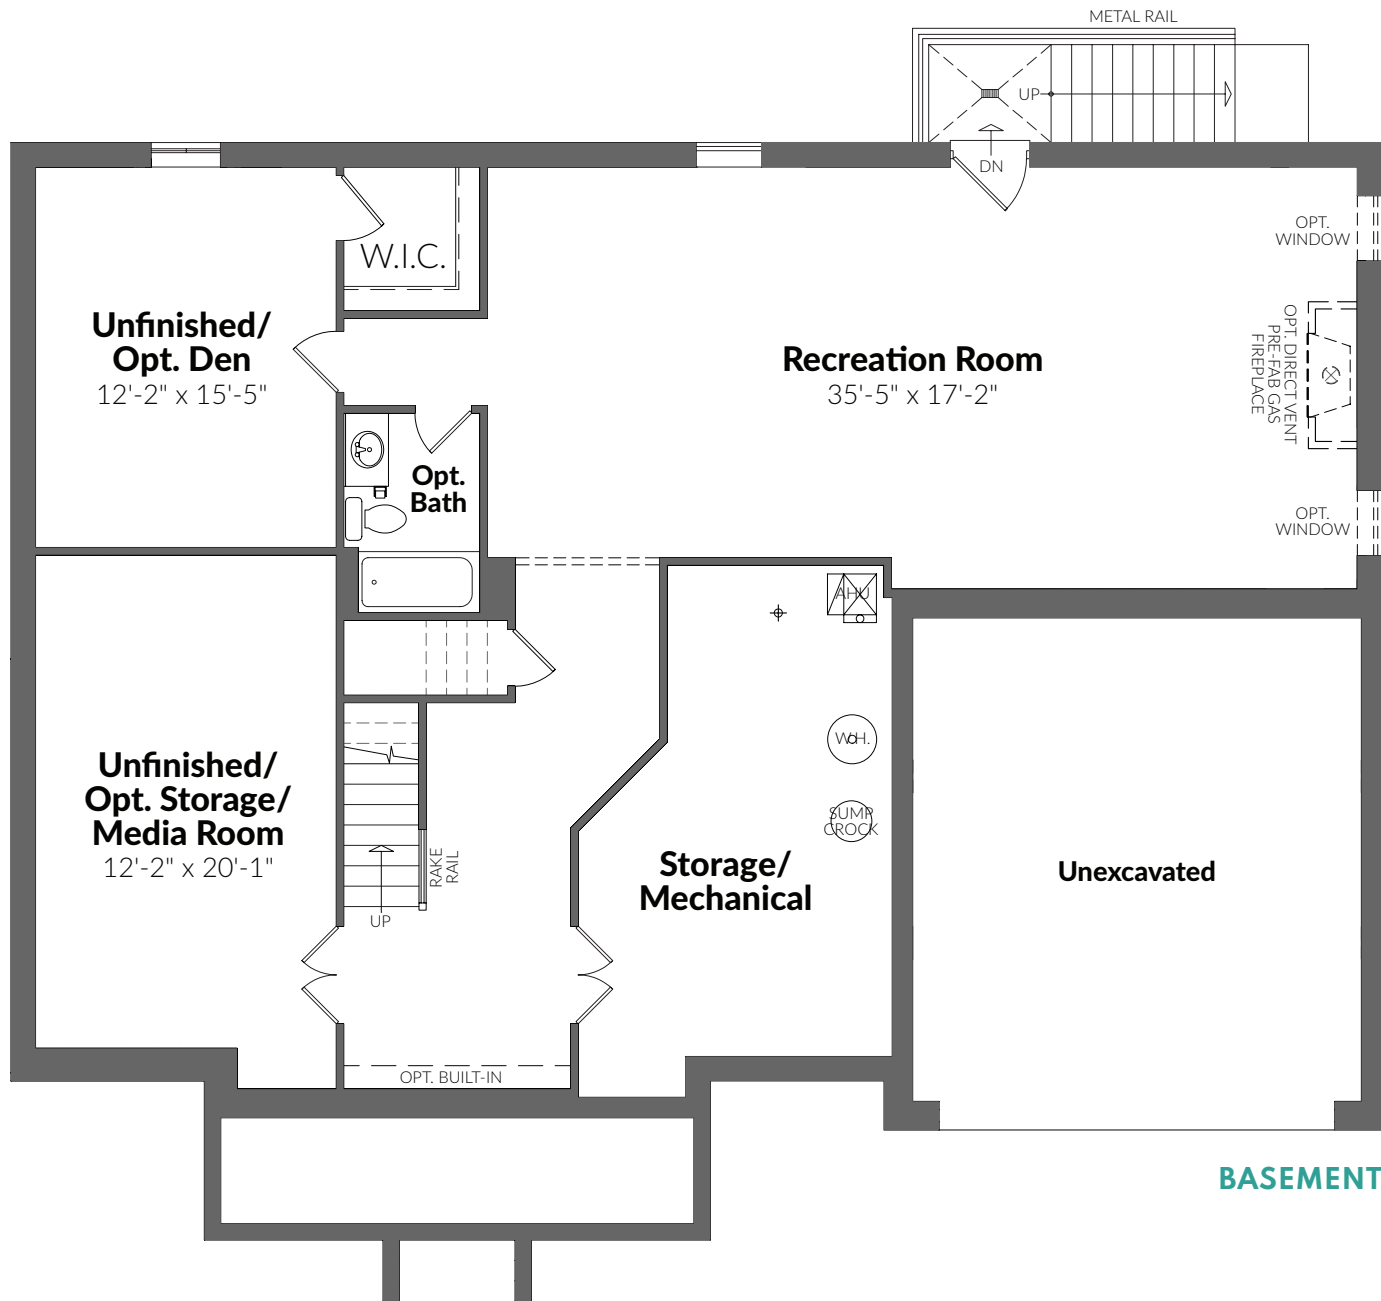 METAL RAIL
UP
DN
OPT.
WINDOW
W.I.C.
Unfinished/
Opt. Den
12'-2" x 15'-5"
Recreation Room
35'-5" x 17'-2"
OPT. DIRECT VENT
PRE-FAB GAS
FIREPLACE
Opt.
Bath
OPT.
WINDOW
AHU
W.H.
SUMP
CROCK
Unfinished/
Opt. Storage/
Media Room
12'-2" x 20'-1"
RAKE
RAIL
UP
Storage/
Mechanical
Unexcavated
OPT. BUILT-IN
BASEMENT